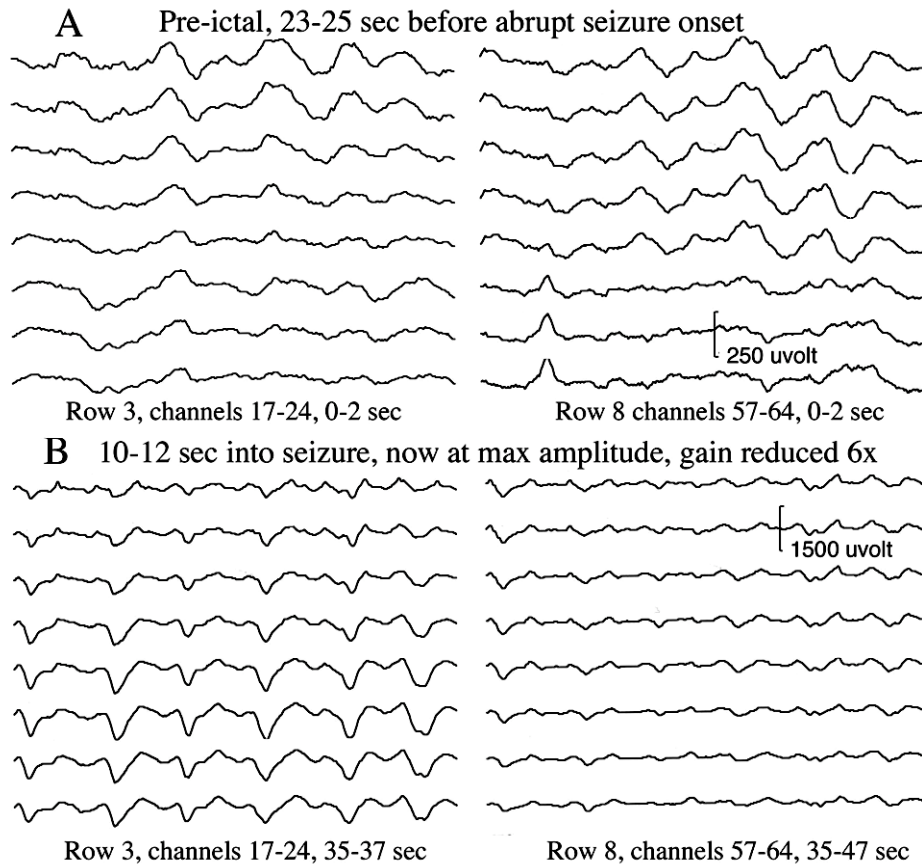 A Pre-ictal, 23-25 sec before abrupt seizure onset
250 uvolt
Row 3, channels 17-24, 0-2 sec
Row 8 channels 57-64, 0-2 sec
B 10-12 sec into seizure, now at max amplitude, gain reduced 6x
1500 uvolt
Row 3, channels 17-24, 35-37 sec
Row 8, channels 57-64, 35-47 sec